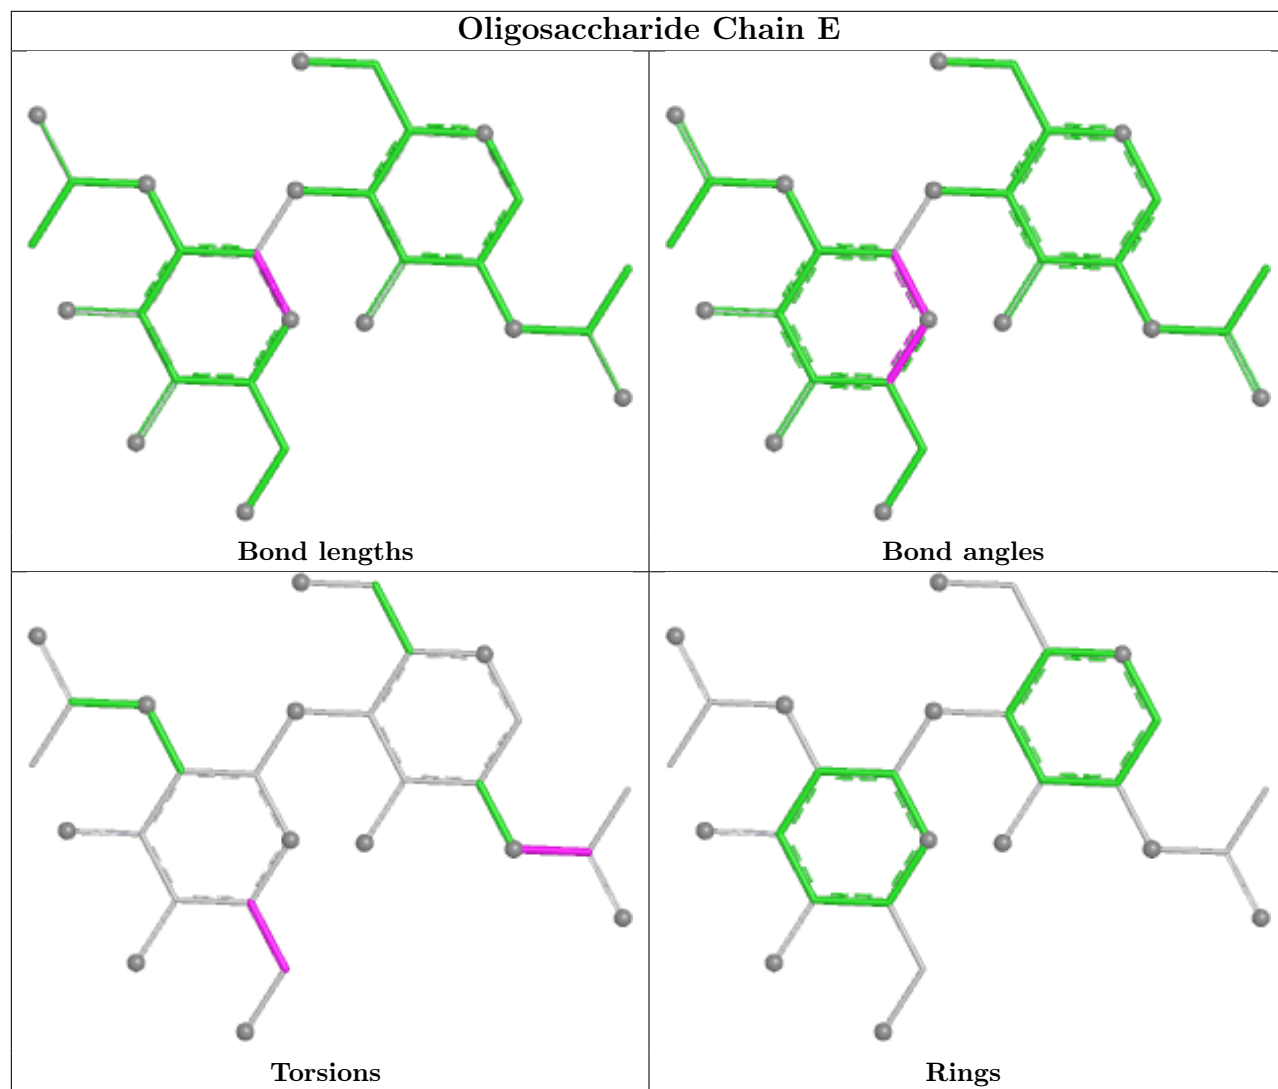 Oligosaccharide Chain E
Bond lengths
Bond angles
Torsions
Rings